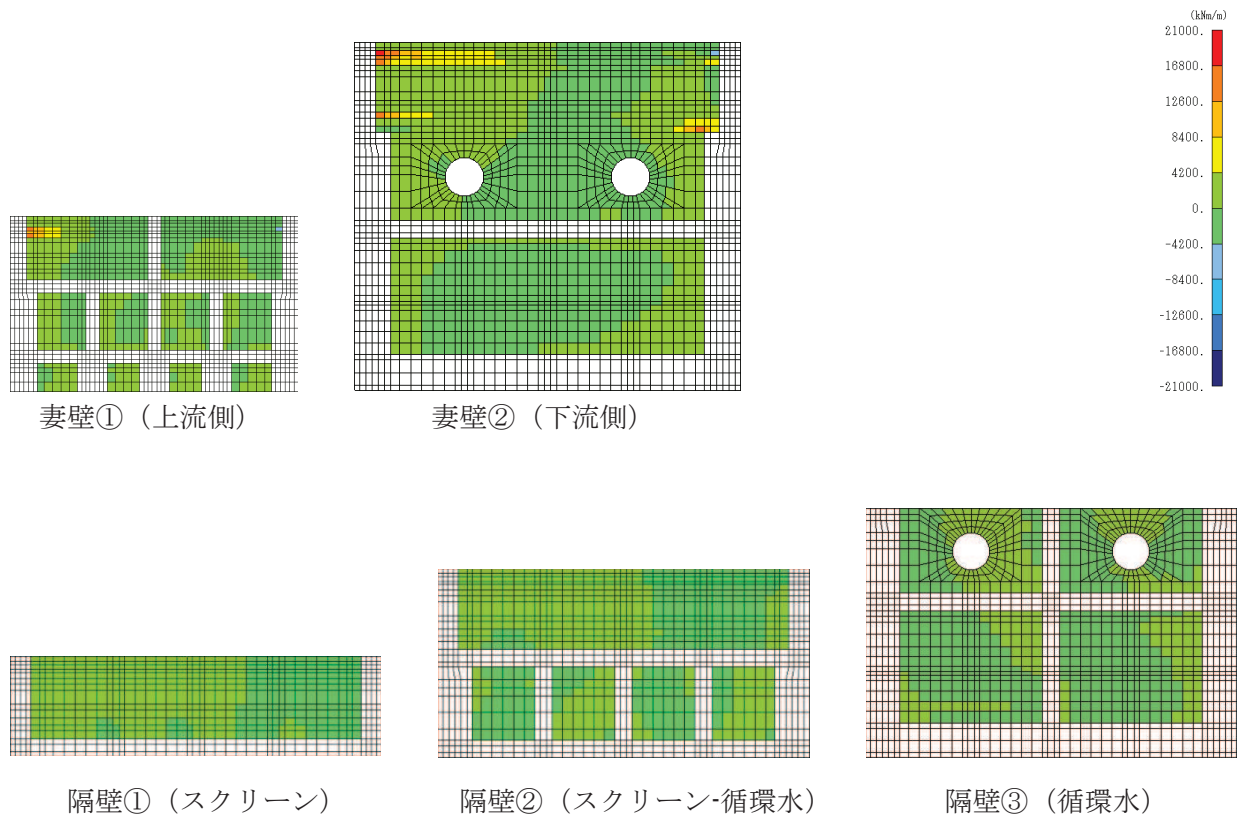 (kNm/m)
21000.
16800.
12600.
8400.
4200.
0.
-4200.
-8400.
-12600.
-16800.
-21000.
妻壁①（上流側）
妻壁②（下流側）
隔壁①（スクリーン）
隔壁②（スクリーン-循環水）
隔壁③（循環水）